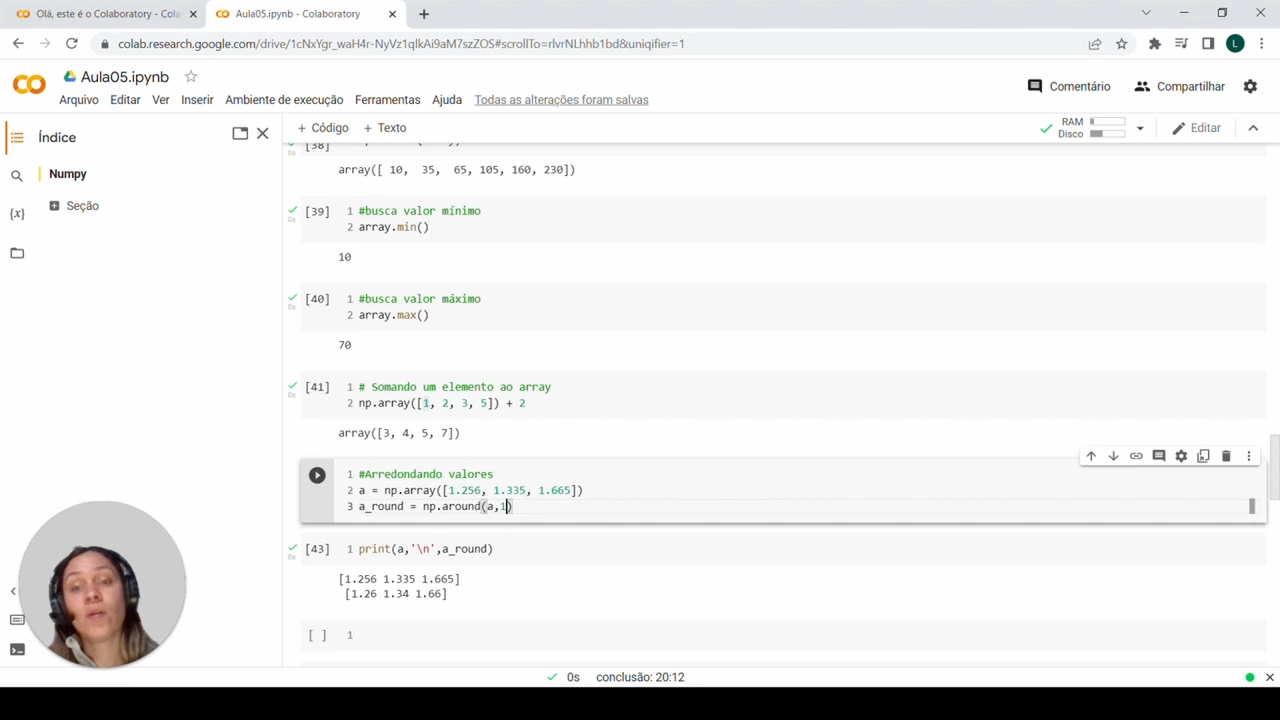 Olá, este é o Colaboratory - Cola
Aula05.ipynb - Colaboratory
colab.research.google.com/drive/1cNxYgr_waH4r-NyVz1qlkAi9aM7szZOS#scrollTo=rlvrNLhhb1bd&uniqifier=1
L
Aula05.ipynb
Comentário
Compartilhar
Arquivo Editar Ver Inserir Ambiente de execução Ferramentas Ajuda Todas as alterações foram salvas
Índice
+ Código + Texto
RAM
Disco
Editar
Numpy
Seção
{x}
[38]
0s
array([ 10, 35, 65, 105, 160, 230])
[39] 1 #busca valor mínimo
0s 2 array.min()
10
[40] 1 #busca valor máximo
0s 2 array.max()
70
[41] 1 # Somando um elemento ao array
0s 2 np.array([1, 2, 3, 5]) + 2
array([3, 4, 5, 7])
1 #Arredondando valores
2 a = np.array([1.256, 1.335, 1.665])
3 a_round = np.around(a,1)
[43] 1 print(a,'\n',a_round)
0s
[1.256 1.335 1.665]
[1.26 1.34 1.66]
[ ] 1
0s conclusão: 20:12